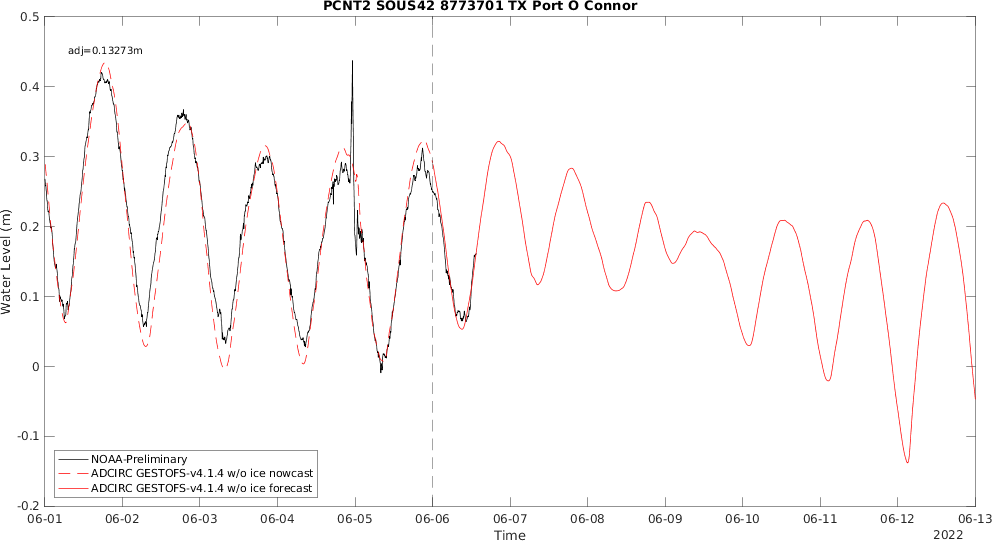 PCNT2 SOUS42 8773701 TX Port O Connor
adj=0.13273m
0.5
0.4
0.3
0.2
0.1
0
-0.1
-0.2
Water Level (m)
NOAA-Preliminary
ADCIRC GESTOFS-v4.1.4 w/o ice nowcast
ADCIRC GESTOFS-v4.1.4 w/o ice forecast
06-01 06-02 06-03 06-04 06-05 06-06 06-07 06-08 06-09 06-10 06-11 06-12 06-13
Time
2022